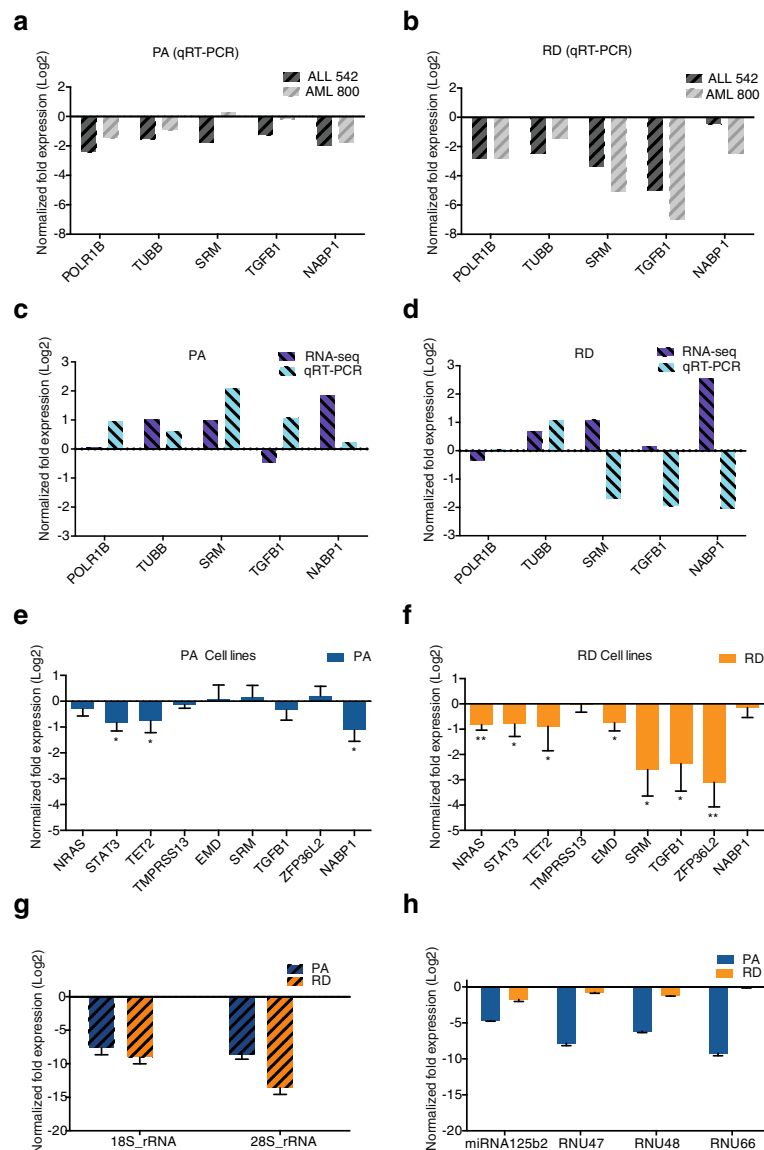 a
PA (qRT-PCR)
ALL 542
AML 800
Normalized fold expression (Log2)
2
0
-2
-4
-6
-8
POLR1B
TUBB
SRM
TGFB1
NABP1
b
RD (qRT-PCR)
ALL 542
AML 800
Normalized fold expression (Log2)
2
0
-2
-4
-6
-8
POLR1B
TUBB
SRM
TGFB1
NABP1
c
PA
RNA-seq
qRT-PCR
Normalized fold expression (Log2)
3
2
1
0
-1
-2
-3
POLR1B
TUBB
SRM
TGFB1
NABP1
d
RD
RNA-seq
qRT-PCR
Normalized fold expression (Log2)
3
2
1
0
-1
-2
-3
POLR1B
TUBB
SRM
TGFB1
NABP1
e
PA Cell lines
PA
Normalized fold expression (Log2)
1
0
-1
-2
-3
-4
-5
* * *
NRAS
STAT3
TET2
TMPRSS13
EMD
SRM
TGFB1
ZFP36L2
NABP1
f
RD Cell lines
RD
Normalized fold expression (Log2)
1
0
-1
-2
-3
-4
-5
** * * * * * **
NRAS
STAT3
TET2
TMPRSS13
EMD
SRM
TGFB1
ZFP36L2
NABP1
g
PA
RD
Normalized fold expression (Log2)
0
-5
-10
-15
-20
18S_rRNA
28S_rRNA
h
PA
RD
Normalized fold expression (Log2)
0
-5
-10
-15
-20
miRNA125b2
RNU47
RNU48
RNU66